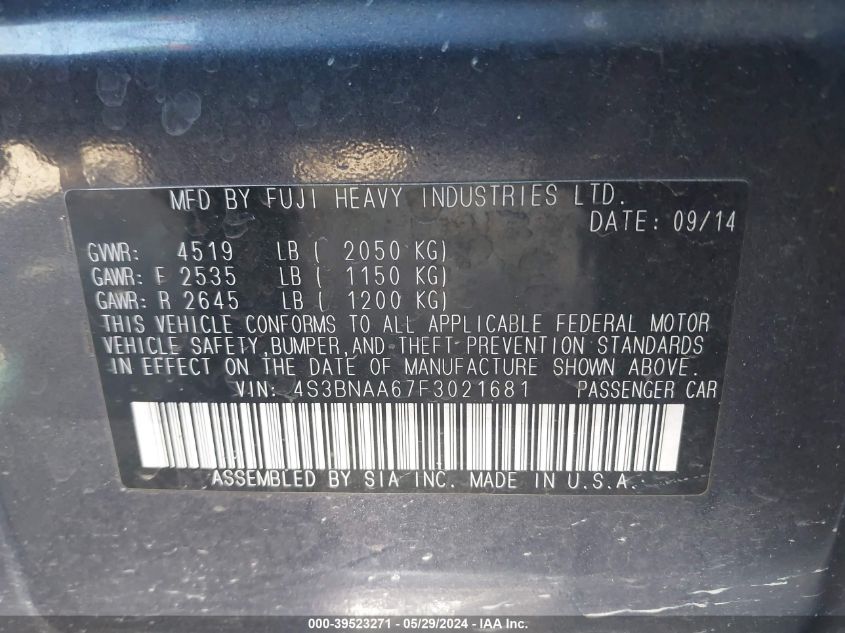 MFD BY FUJI HEAVY INDUSTRIES LTD.
DATE: 09/14
GVWR: 4519 LB ( 2050 KG)
GAWR: F 2535 LB ( 1150 KG)
GAWR: R 2645 LB ( 1200 KG)
THIS VEHICLE CONFORMS TO ALL APPLICABLE FEDERAL MOTOR
VEHICLE SAFETY,BUMPER,AND THEFT PREVENTION STANDARDS
IN EFFECT ON THE DATE OF MANUFACTURE SHOWN ABOVE.
VIN: 4S3BNAA67F3021681 PASSENGER CAR
ASSEMBLED BY SIA INC. MADE IN U.S.A.
000-39523271 - 05/29/2024 - IAA Inc.